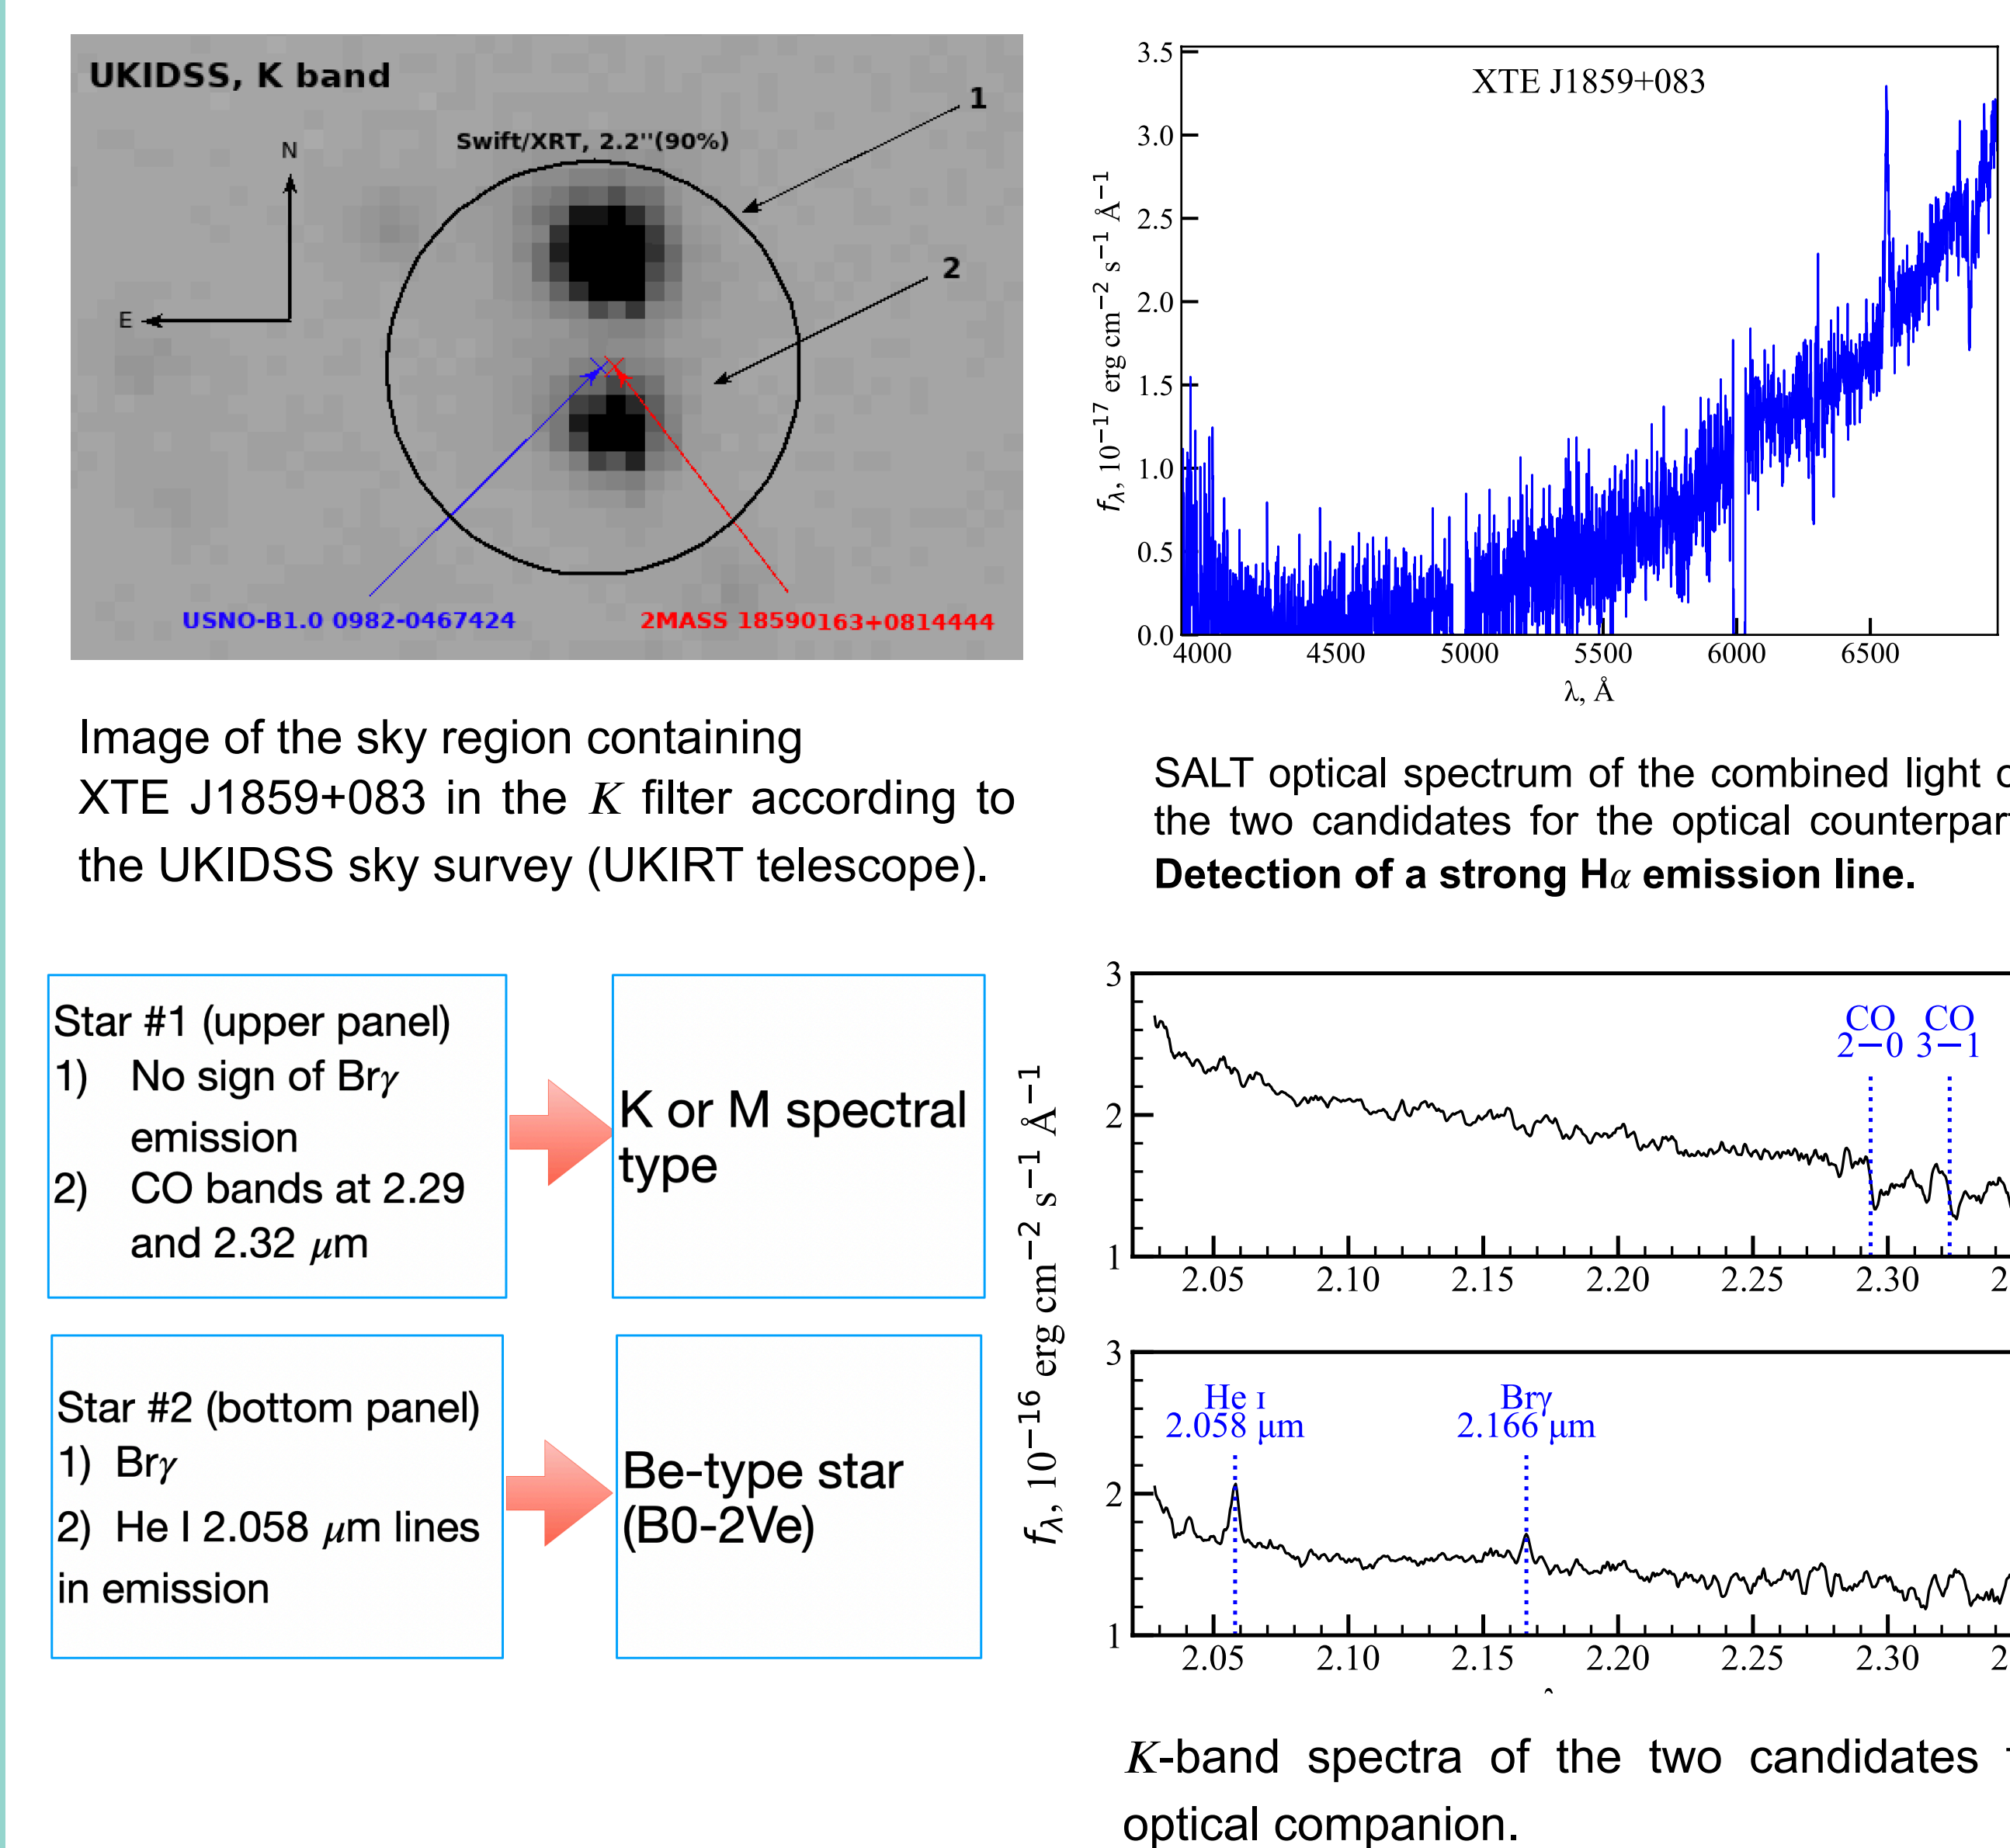 UKIDSS, K band
1
Swift/XRT, 2.2''(90%)
N
2
E
USNO-B1.0 0982-0467424
2MASS 18590163+0814444
Image of the sky region containing
XTE J1859+083 in the K filter according to
the UKIDSS sky survey (UKIRT telescope).
XTE J1859+083
3.5
3.0
2.5
2.0
1.5
1.0
0.5
0.0
fλ, 10−17 erg cm−2 s−1 Å−1
4000 4500 5000 5500 6000 6500
λ, Å
SALT optical spectrum of the combined light
the two candidates for the optical counterpart
Detection of a strong Hα emission line.
Star #1 (upper panel)
1) No sign of Brγ
emission
2) CO bands at 2.29
and 2.32 μm
K or M spectral
type
Star #2 (bottom panel)
1) Brγ
2) He I 2.058 μm lines
in emission
Be-type star
(B0-2Ve)
fλ, 10−16 erg cm−2 s−1 Å−1
3
2
1
CO CO
2−0 3−1
2.05 2.10 2.15 2.20 2.25 2.30
3
2
1
He I
2.058 μm
Brγ
2.166 μm
2.05 2.10 2.15 2.20 2.25 2.30
K-band spectra of the two candidates
optical companion.